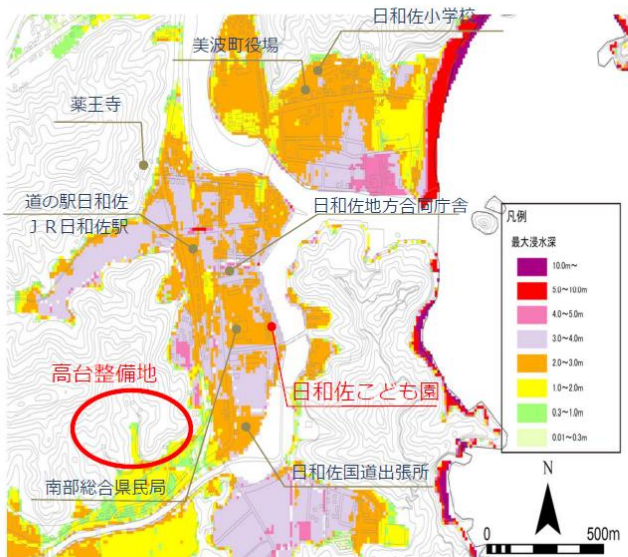 日和佐小学校
美波町役場
薬王寺
道の駅日和佐
JR日和佐駅
日和佐地方合同庁舎
凡例
最大浸水深
10.0m~
5.0~10.0m
4.0~5.0m
3.0~4.0m
2.0~3.0m
1.0~2.0m
0.3~1.0m
0.01~0.3m
高台整備地
日和佐こども園
南部総合県民局
日和佐国道出張所
N
0 500m